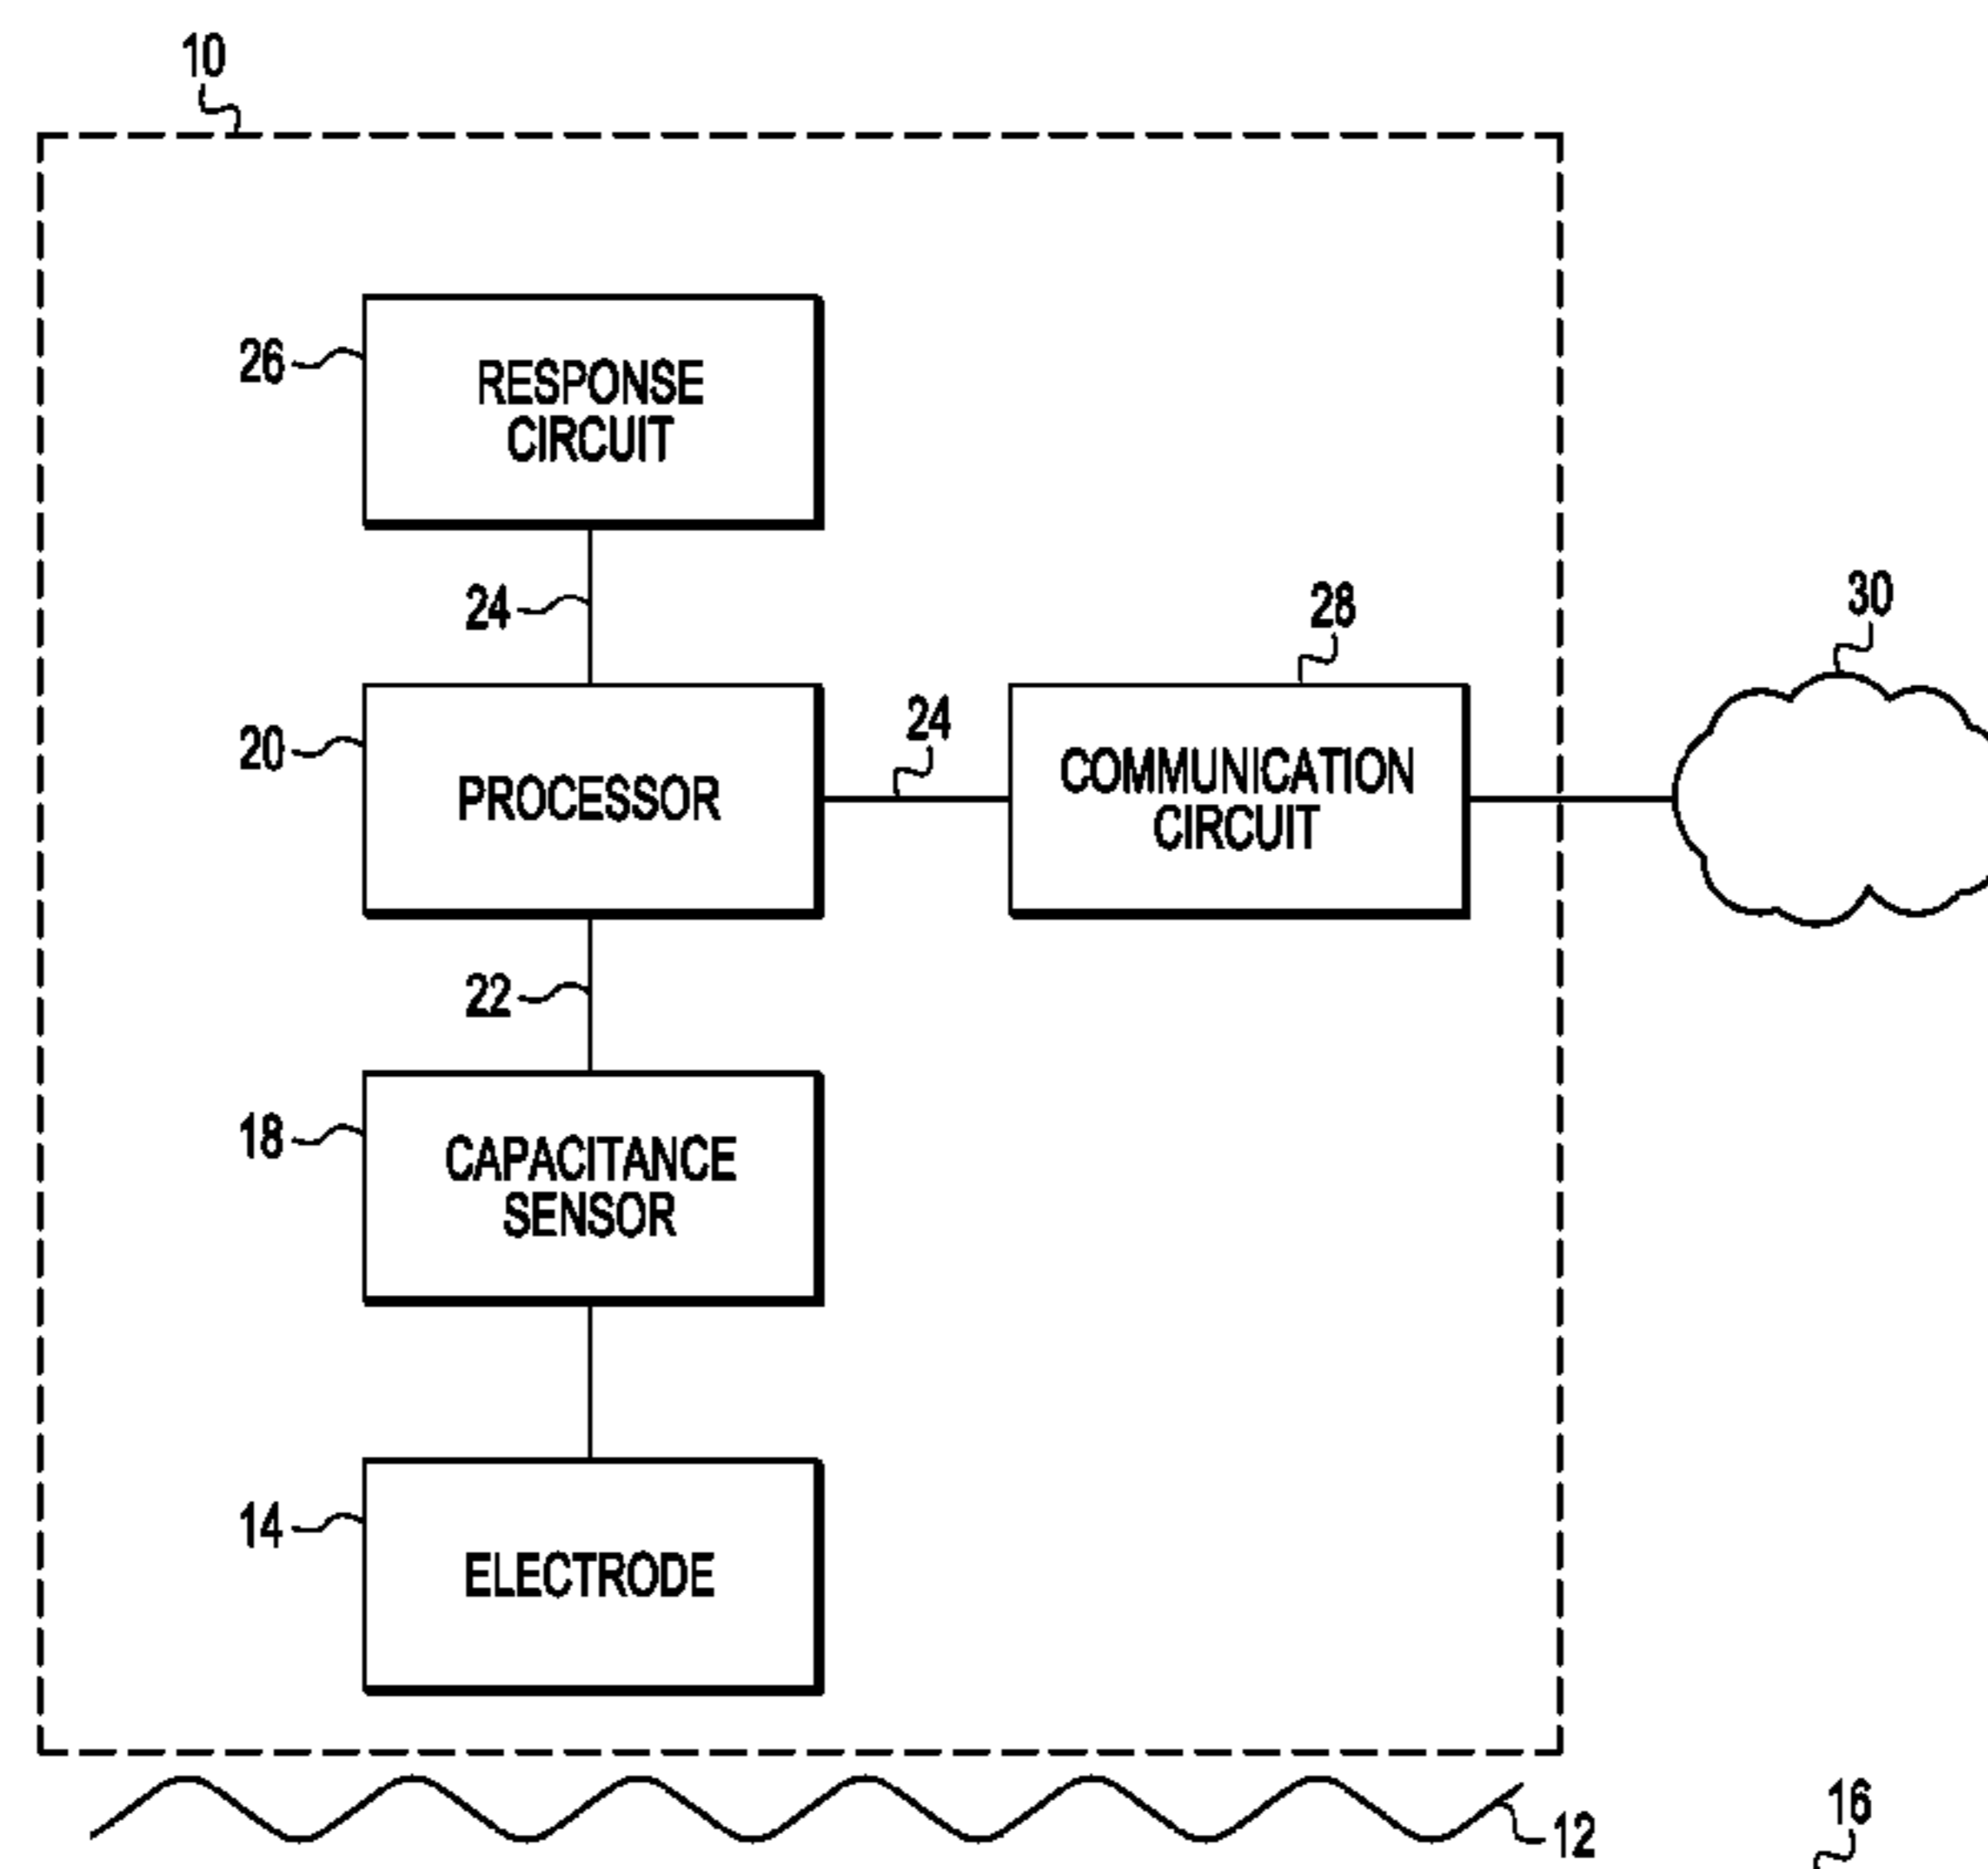 10
26
RESPONSE
CIRCUIT
24
28
30
20
PROCESSOR
24
COMMUNICATION
CIRCUIT
22
18
CAPACITANCE
SENSOR
14
ELECTRODE
12
16